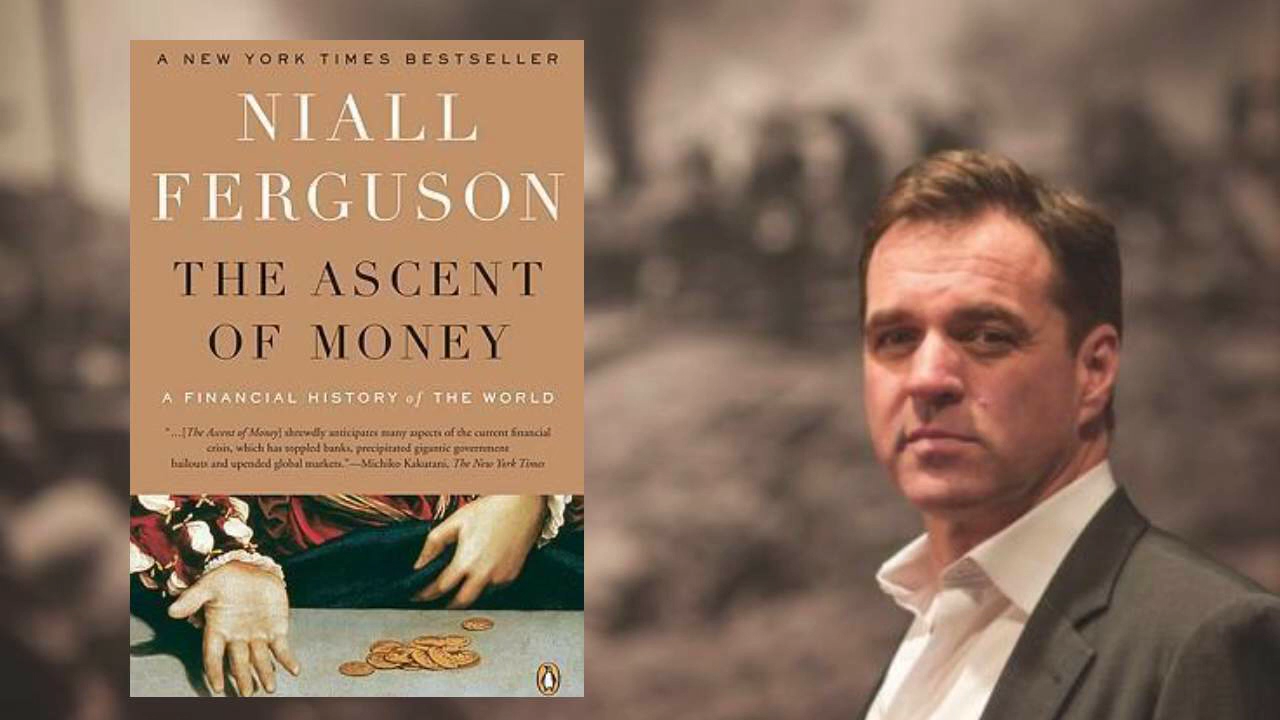 A NEW YORK TIMES BESTSELLER
NIALL
FERGUSON
THE ASCENT
OF MONEY
A FINANCIAL HISTORY of THE WORLD
"...[The Ascent of Money] shrewdly anticipates many aspects of the current financial
crisis, which has toppled banks, precipitated gigantic government
bailouts and upended global markets."—Michiko Kakutani, The New York Times